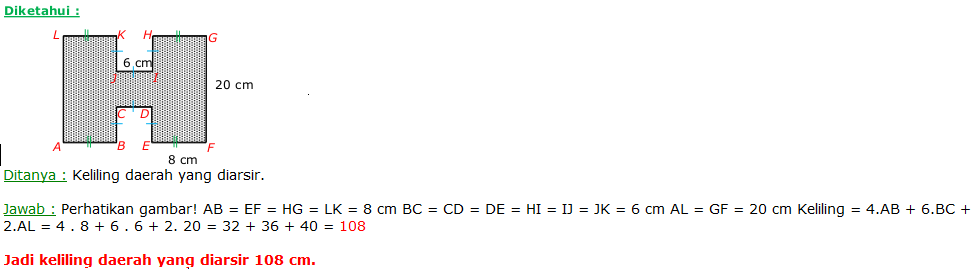 Diketahui :
L K H G
6 cm
J I
20 cm
C D
A B E F
8 cm
Ditanya : Keliling daerah yang diarsir.
Jawab : Perhatikan gambar! AB = EF = HG = LK = 8 cm BC = CD = DE = HI = IJ = JK = 6 cm AL = GF = 20 cm Keliling = 4.AB + 6.BC +
2.AL = 4 . 8 + 6 . 6 + 2. 20 = 32 + 36 + 40 = 108
Jadi keliling daerah yang diarsir 108 cm.